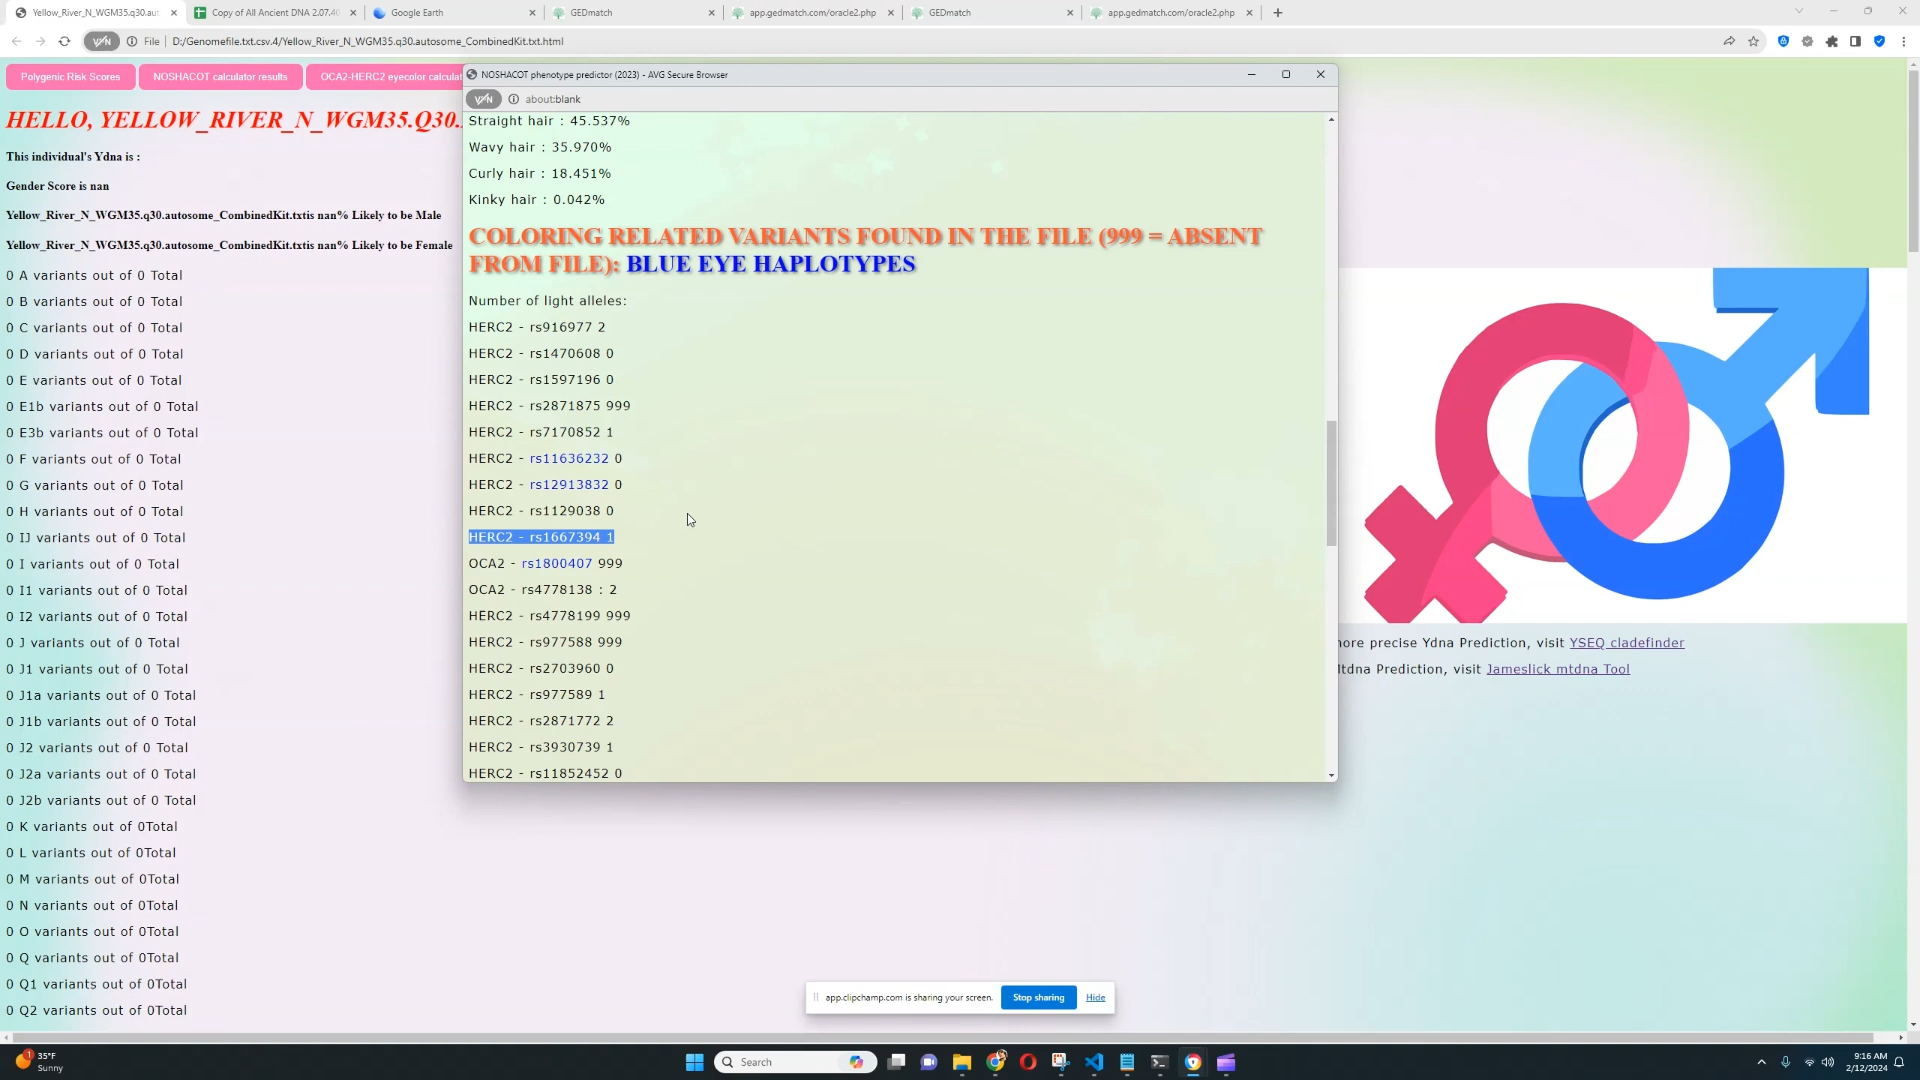 Yellow_River_N_WGM35.q30.aut
Copy of All Ancient DNA 2.07.40
Google Earth
GEDmatch
app.gedmatch.com/oracle2.php
GEDmatch
app.gedmatch.com/oracle2.php
VPN
File
D:/Genomefile.txt.csv.4/Yellow_River_N_WGM35.q30.autosome_CombinedKit.txt.html
Polygenic Risk Scores
NOSHACOT calculator results
OCA2-HERC2 eyecolor calculat
HELLO, YELLOW_RIVER_N_WGM35.Q30.
This individual's Ydna is :
Gender Score is nan
Yellow_River_N_WGM35.q30.autosome_CombinedKit.txtis nan% Likely to be Male
Yellow_River_N_WGM35.q30.autosome_CombinedKit.txtis nan% Likely to be Female
0 A variants out of 0 Total
0 B variants out of 0 Total
0 C variants out of 0 Total
0 D variants out of 0 Total
0 E variants out of 0 Total
0 E1b variants out of 0 Total
0 E3b variants out of 0 Total
0 F variants out of 0 Total
0 G variants out of 0 Total
0 H variants out of 0 Total
0 IJ variants out of 0 Total
0 I variants out of 0 Total
0 I1 variants out of 0 Total
0 I2 variants out of 0 Total
0 J variants out of 0 Total
0 J1 variants out of 0 Total
0 J1a variants out of 0 Total
0 J1b variants out of 0 Total
0 J2 variants out of 0 Total
0 J2a variants out of 0 Total
0 J2b variants out of 0 Total
0 K variants out of 0Total
0 L variants out of 0Total
0 M variants out of 0Total
0 N variants out of 0Total
0 O variants out of 0Total
0 Q variants out of 0Total
0 Q1 variants out of 0Total
0 Q2 variants out of 0Total
NOSHACOT phenotype predictor (2023) - AVG Secure Browser
VPN
about:blank
Straight hair : 45.537%
Wavy hair : 35.970%
Curly hair : 18.451%
Kinky hair : 0.042%
COLORING RELATED VARIANTS FOUND IN THE FILE (999 = ABSENT
FROM FILE): BLUE EYE HAPLOTYPES
Number of light alleles:
HERC2 - rs916977 2
HERC2 - rs1470608 0
HERC2 - rs1597196 0
HERC2 - rs2871875 999
HERC2 - rs7170852 1
HERC2 - rs11636232 0
HERC2 - rs12913832 0
HERC2 - rs1129038 0
HERC2 - rs1667394 1
OCA2 - rs1800407 999
OCA2 - rs4778138 : 2
HERC2 - rs4778199 999
HERC2 - rs977588 999
HERC2 - rs2703960 0
HERC2 - rs977589 1
HERC2 - rs2871772 2
HERC2 - rs3930739 1
HERC2 - rs11852452 0
more precise Ydna Prediction, visit YSEQ cladefinder
Mtdna Prediction, visit Jameslick mtdna Tool
app.clipchamp.com is sharing your screen.
Stop sharing
Hide
1
35°F
Sunny
Search
9:16 AM
2/12/2024